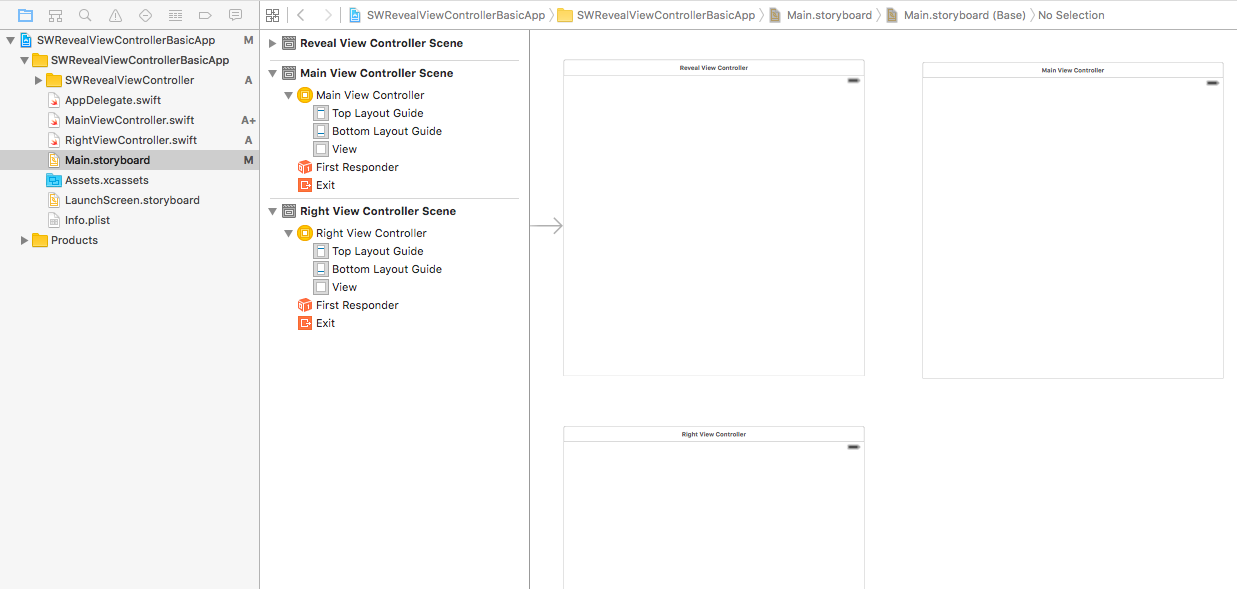 SWRevealViewControllerBasicApp M
SWRevealViewControllerBasicApp
SWRevealViewController A
AppDelegate.swift
MainViewController.swift A+
RightViewController.swift A
Main.storyboard M
Assets.xcassets
LaunchScreen.storyboard
Info.plist
Products
SWRevealViewControllerBasicApp SWRevealViewControllerBasicApp Main.storyboard Main.storyboard (Base) No Selection
Reveal View Controller Scene
Main View Controller Scene
Main View Controller
Top Layout Guide
Bottom Layout Guide
View
First Responder
Exit
Right View Controller Scene
Right View Controller
Top Layout Guide
Bottom Layout Guide
View
First Responder
Exit
Reveal View Controller
Main View Controller
Right View Controller